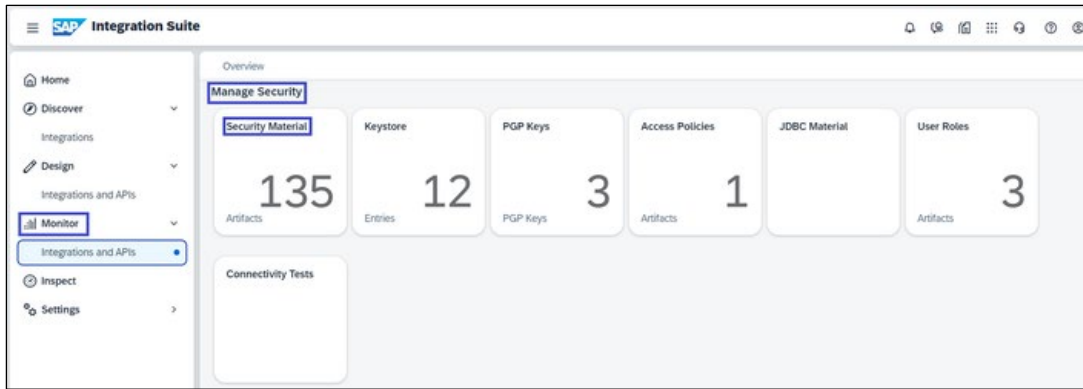 SAP Integration Suite
Home
Discover
Integrations
Design
Integrations and APIs
Monitor
Integrations and APIs
Inspect
Settings
Overview
Manage Security
Security Material
135
Artifacts
Keystore
12
Entries
PGP Keys
3
PGP Keys
Access Policies
1
Artifacts
JDBC Material
User Roles
3
Artifacts
Connectivity Tests